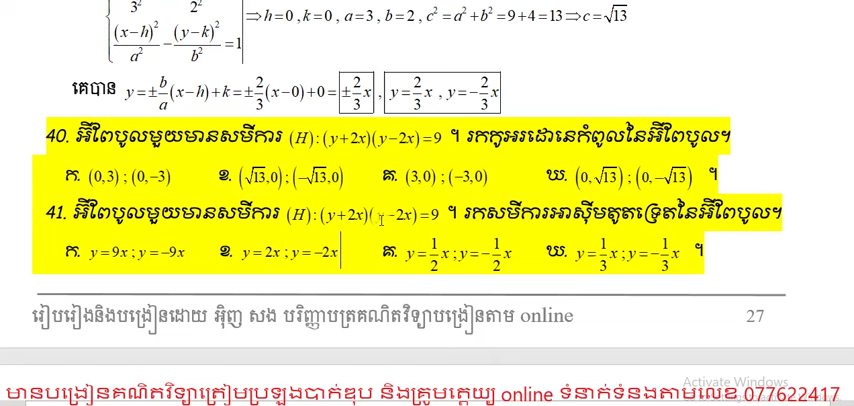 3² 2² ⇒ h=0 , k=0 , a=3 , b=2 , c²=a²+b²=9+4=13 ⇒ c=√13
(x−h)²/a² − (y−k)²/b² = 1
គេបាន y=±b/a(x−h)+k=±2/3(x−0)+0=±2/3x , y=2/3x , y=−2/3x
40. អ៊ីពែបូលមួយមានសមីការ (H):(y+2x)(y−2x)=9 ។ រកកូអរដោនេកំពូលនៃអ៊ីពែបូល។
ក. (0,3) ; (0,−3) ខ. (√13,0) ; (−√13,0) គ. (3,0) ; (−3,0) ឃ. (0,√13) ; (0,−√13) ។
41. អ៊ីពែបូលមួយមានសមីការ (H):(y+2x)( −2x)=9 ។ រកសមីការអាស៊ីមតូតទ្រេតនៃអ៊ីពែបូល។
ក. y=9x ; y=−9x ខ. y=2x ; y=−2x គ. y=1/2x ; y=−1/2x ឃ. y=1/3x ; y=−1/3x ។
រៀបរៀងនិងបង្រៀនដោយ អ៊ិញ សង បរិញ្ញាបត្រគណិតវិទ្យាបង្រៀនតាម online 27
Activate Windows
មានបង្រៀនគណិតវិទ្យាត្រៀមប្រឡងបាក់ឌុប និងគ្រូមត្តេយ្យ online ទំនាក់ទំនងតាមលេខ 077622417